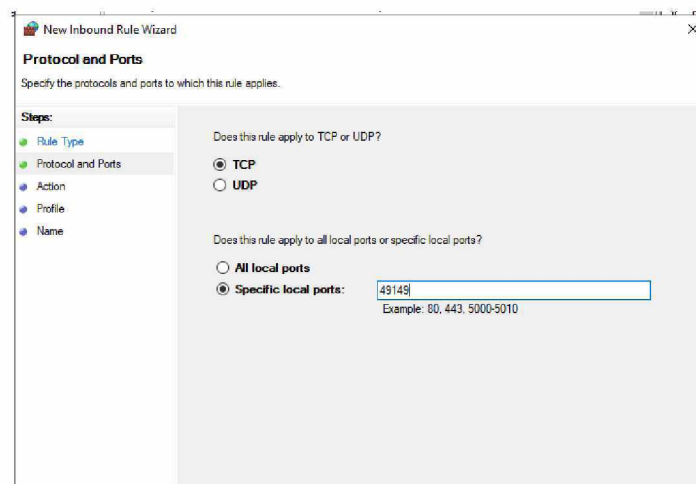 New Inbound Rule Wizard
Protocol and Ports
Specify the protocols and ports to which this rule applies.
Steps:
Rule Type
Protocol and Ports
Action
Profile
Name
Does this rule apply to TCP or UDP?
TCP
UDP
Does this rule apply to all local ports or specific local ports?
All local ports
Specific local ports:
49149
Example: 80, 443, 5000-5010